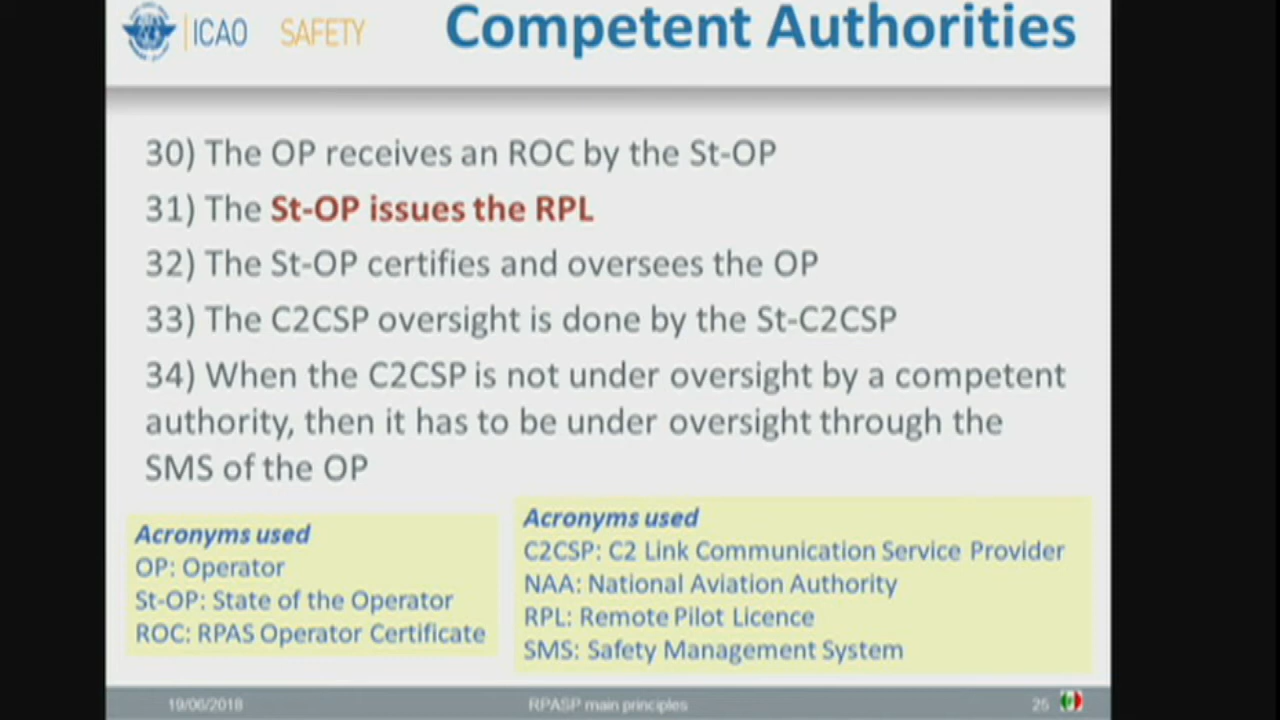 ICAO SAFETY
Competent Authorities
30) The OP receives an ROC by the St-OP
31) The St-OP issues the RPL
32) The St-OP certifies and oversees the OP
33) The C2CSP oversight is done by the St-C2CSP
34) When the C2CSP is not under oversight by a competent
authority, then it has to be under oversight through the
SMS of the OP
Acronyms used
OP: Operator
St-OP: State of the Operator
ROC: RPAS Operator Certificate
Acronyms used
C2CSP: C2 Link Communication Service Provider
NAA: National Aviation Authority
RPL: Remote Pilot Licence
SMS: Safety Management System
19/06/2018 RPASP main principles 25